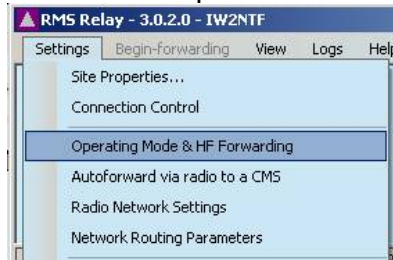 RMS Relay - 3.0.2.0 - IW2NTF
Settings Begin-forwarding View Logs Help
Site Properties...
Connection Control
Operating Mode & HF Forwarding
Autoforward via radio to a CMS
Radio Network Settings
Network Routing Parameters